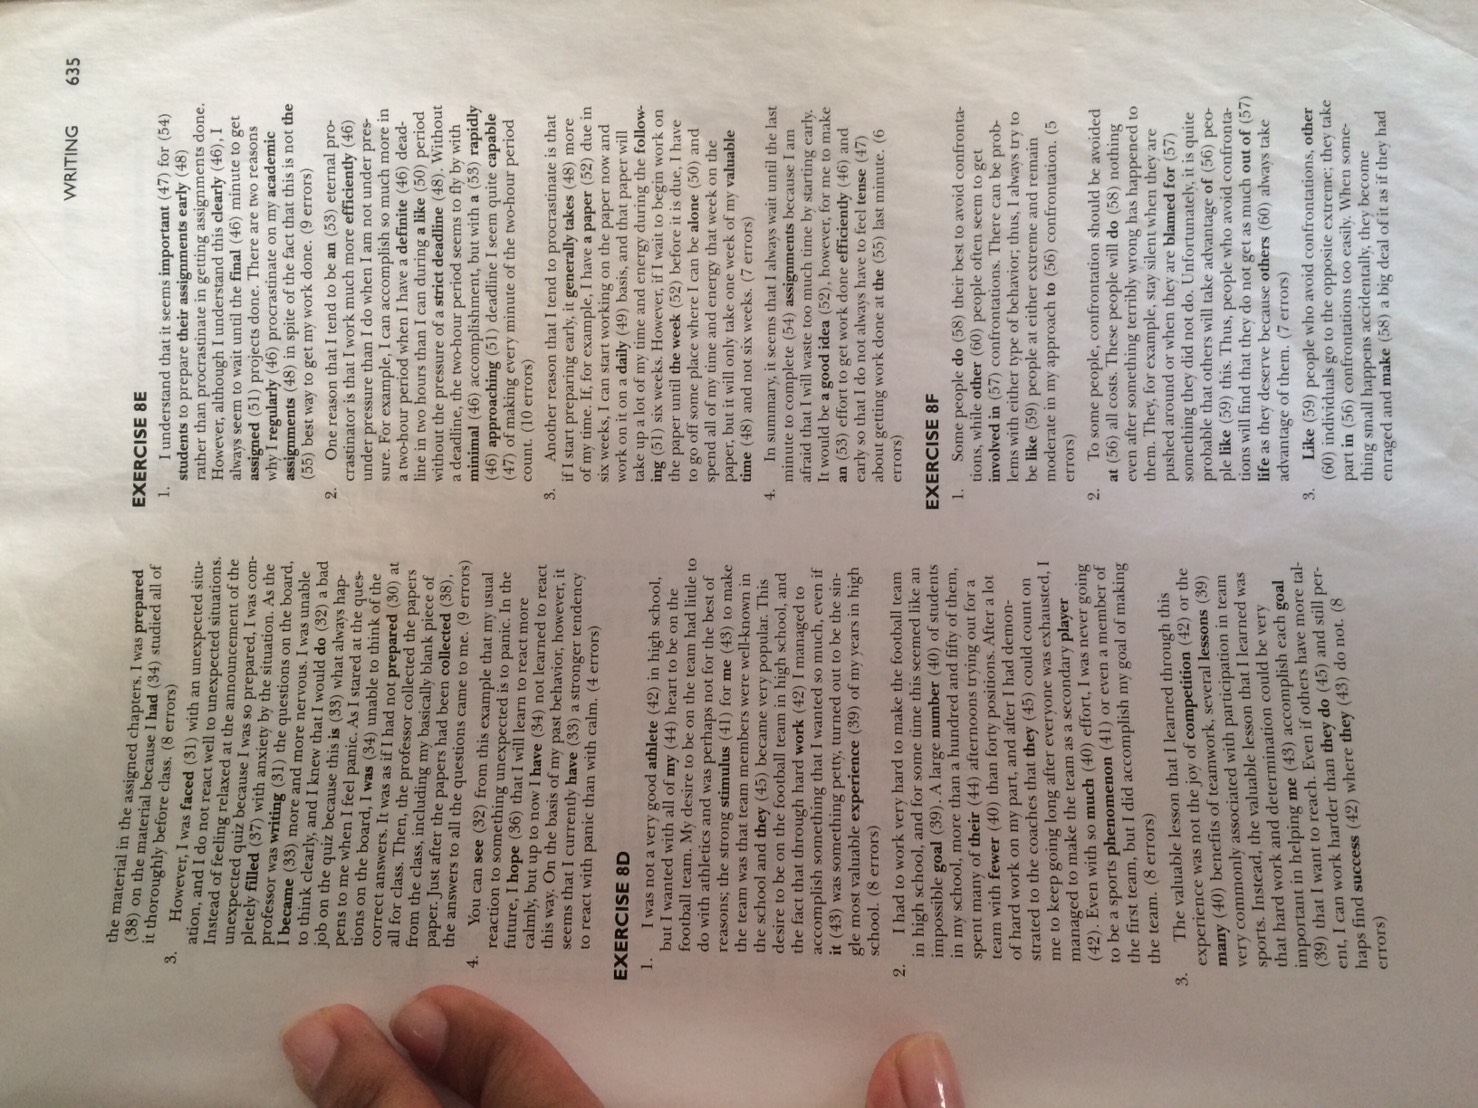 WRITING 635
the material in the assigned chapters. I was prepared
(38) on the material because I had (34) studied all of
it thoroughly before class. (8 errors)
3. However, I was faced (31) with an unexpected situ-
ation, and I do not react well to unexpected situations.
Instead of feeling relaxed at the announcement of the
unexpected quiz because I was so prepared, I was com-
pletely filled (37) with anxiety by the situation. As the
professor was writing (31) the questions on the board,
I became (33) more and more nervous. I was unable
to think clearly, and I knew that I would do (32) a bad
job on the quiz because this is (33) what always hap-
pens to me when I feel panic. As I stared at the ques-
tions on the board, I was (34) unable to think of the
correct answers. It was as if I had not prepared (30) at
all for class. Then, the professor collected the papers
from the class, including my basically blank piece of
paper. Just after the papers had been collected (38),
the answers to all the questions came to me. (9 errors)
4. You can see (32) from this example that my usual
reaction to something unexpected is to panic. In the
future, I hope (36) that I will learn to react more
calmly, but up to now I have (34) not learned to react
this way. On the basis of my past behavior, however, it
seems that I currently have (33) a stronger tendency
to react with panic than with calm. (4 errors)
EXERCISE 8D
1. I was not a very good athlete (42) in high school,
but I wanted with all of my (44) heart to be on the
football team. My desire to be on the team had little to
do with athletics and was perhaps not for the best of
reasons; the strong stimulus (41) for me (43) to make
the team was that team members were well-known in
the school and they (45) became very popular. This
desire to be on the football team in high school, and
the fact that through hard work (42) I managed to
accomplish something that I wanted so much, even if
it (43) was something petty, turned out to be the sin-
gle most valuable experience (39) of my years in high
school. (8 errors)
2. I had to work very hard to make the football team
in high school, and for some time this seemed like an
impossible goal (39). A large number (40) of students
in my school, more than a hundred and fifty of them,
spent many of their (44) afternoons trying out for a
team with fewer (40) than forty positions. After a lot
of hard work on my part, and after I had demon-
strated to the coaches that they (45) could count on
me to keep going long after everyone was exhausted, I
managed to make the team as a secondary player
(42). Even with so much (40) effort, I was never going
to be a sports phenomenon (41) or even a member of
the first team, but I did accomplish my goal of making
the team. (8 errors)
3. The valuable lesson that I learned through this
experience was not the joy of competition (42) or the
many (40) benefits of teamwork, several lessons (39)
very commonly associated with participation in team
sports. Instead, the valuable lesson that I learned was
that hard work and determination could be very
important in helping me (43) accomplish each goal
(39) that I want to reach. Even if others have more tal-
ent, I can work harder than they do (45) and still per-
haps find success (42) where they (43) do not. (8
errors)
EXERCISE 8E
1. I understand that it seems important (47) for (54)
students to prepare their assignments early (48)
rather than procrastinate in getting assignments done.
However, although I understand this clearly (46), I
always seem to wait until the final (46) minute to get
assigned (51) projects done. There are two reasons
why I regularly (46) procrastinate on my academic
assignments (48) in spite of the fact that this is not the
(55) best way to get my work done. (9 errors)
2. One reason that I tend to be an (53) eternal pro-
crastinator is that I work much more efficiently (46)
under pressure than I do when I am not under pres-
sure. For example, I can accomplish so much more in
a two-hour period when I have a definite (46) dead-
line in two hours than I can during a like (50) period
without the pressure of a strict deadline (48). Without
a deadline, the two-hour period seems to fly by with
minimal (46) accomplishment, but with a (53) rapidly
(46) approaching (51) deadline I seem quite capable
(47) of making every minute of the two-hour period
count. (10 errors)
3. Another reason that I tend to procrastinate is that
if I start preparing early, it generally takes (48) more
of my time. If, for example, I have a paper (52) due in
six weeks, I can start working on the paper now and
work on it on a daily (49) basis, and that paper will
take up a lot of my time and energy during the follow-
ing (51) six weeks. However, if I wait to begin work on
the paper until the week (52) before it is due, I have
to go off some place where I can be alone (50) and
spend all of my time and energy that week on the
paper, but it will only take one week of my valuable
time (48) and not six weeks. (7 errors)
4. In summary, it seems that I always wait until the last
minute to complete (54) assignments because I am
afraid that I will waste too much time by starting early.
It would be a good idea (52), however, for me to make
an (53) effort to get work done efficiently (46) and
early so that I do not always have to feel tense (47)
about getting work done at the (55) last minute. (6
errors)
EXERCISE 8F
1. Some people do (58) their best to avoid confronta-
tions, while other (60) people often seem to get
involved in (57) confrontations. There can be prob-
lems with either type of behavior; thus, I always try to
be like (59) people at either extreme and remain
moderate in my approach to (56) confrontation. (5
errors)
2. To some people, confrontation should be avoided
at (56) all costs. These people will do (58) nothing
even after something terribly wrong has happened to
them. They, for example, stay silent when they are
pushed around or when they are blamed for (57)
something they did not do. Unfortunately, it is quite
probable that others will take advantage of (56) peo-
ple like (59) this. Thus, people who avoid confronta-
tions will find that they do not get as much out of (57)
life as they deserve because others (60) always take
advantage of them. (7 errors)
3. Like (59) people who avoid confrontations, other
(60) individuals go to the opposite extreme; they take
part in (56) confrontations too easily. When some-
thing small happens accidentally, they become
enraged and make (58) a big deal of it as if they had